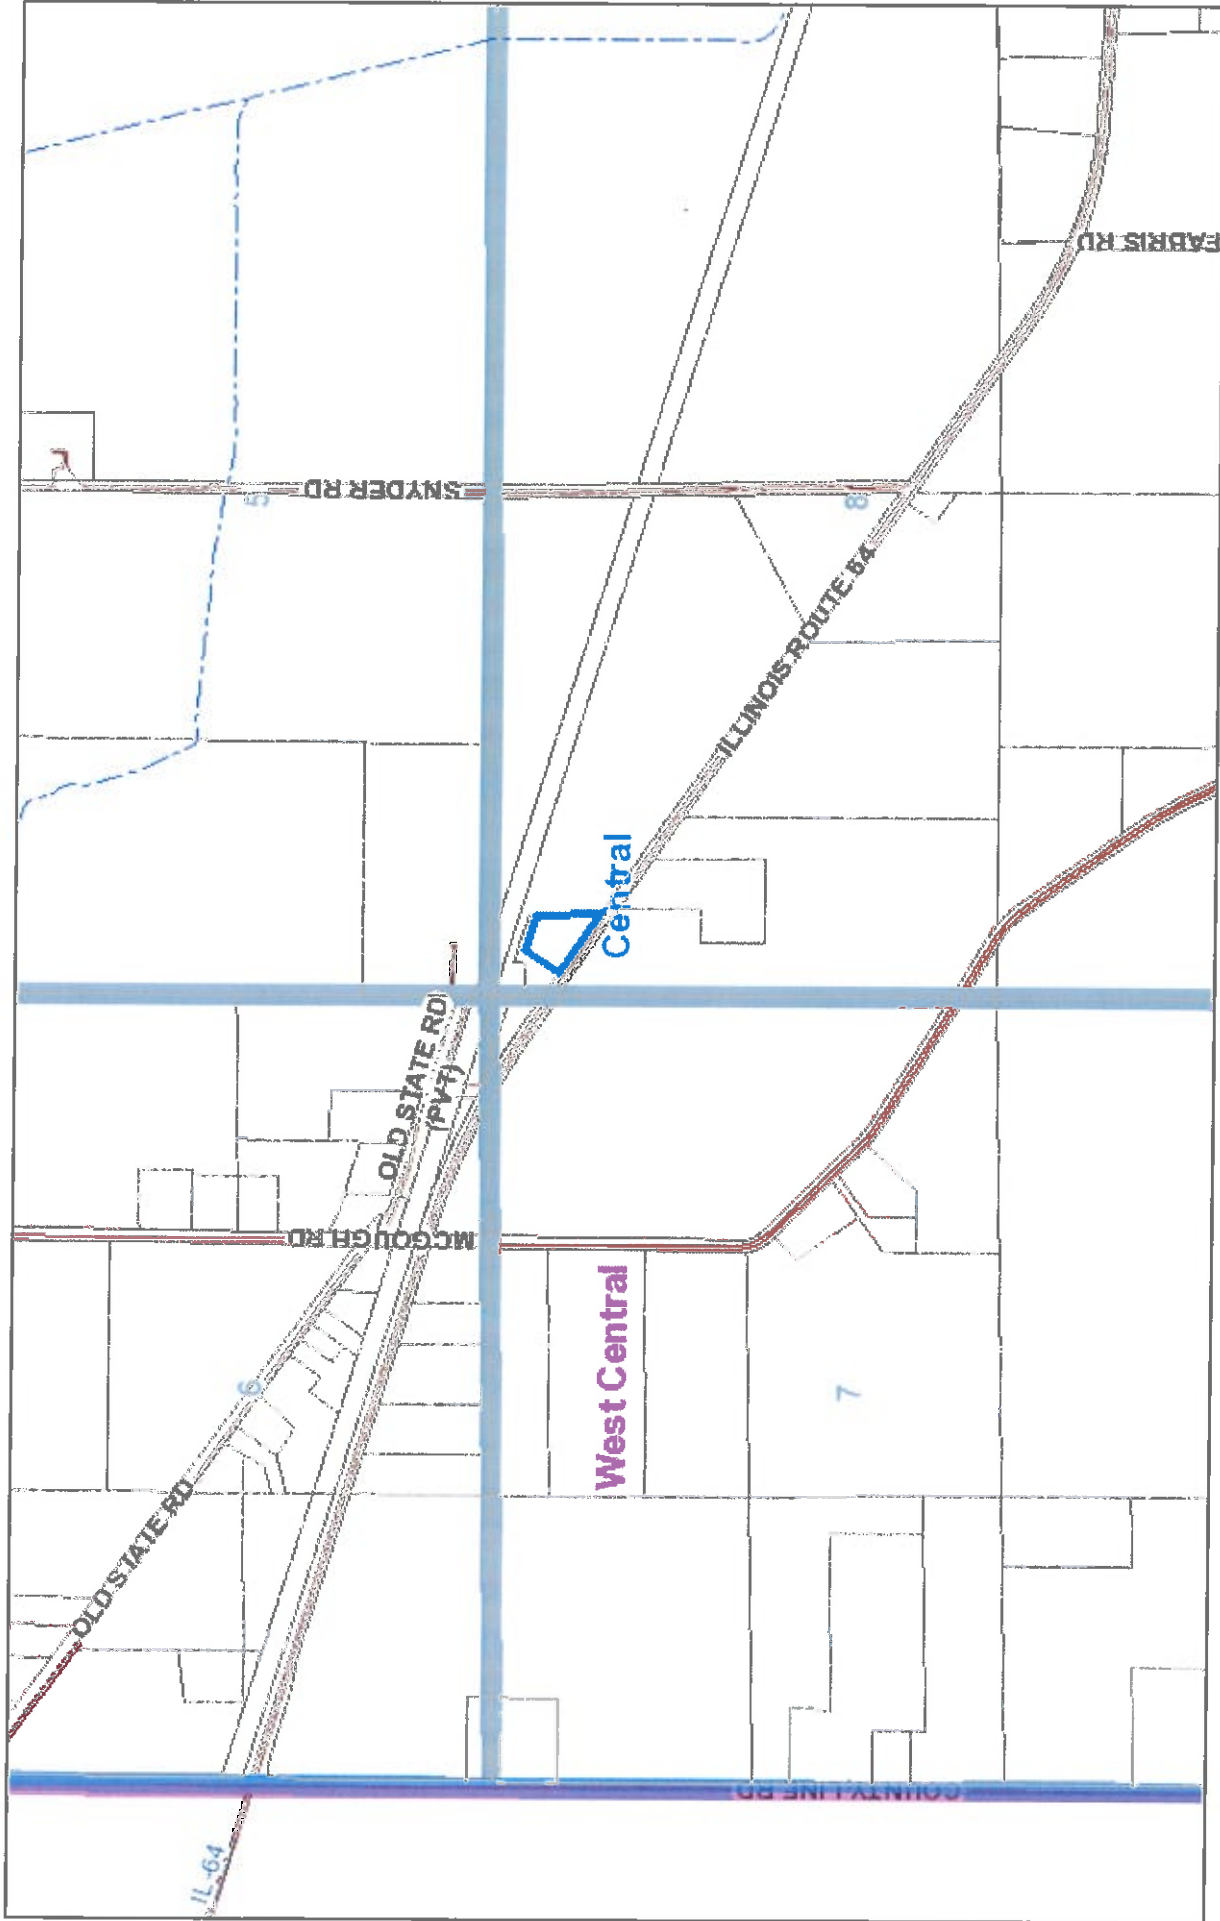 FABRIS RD
SNYDER RD
5
8
ILLINOIS ROUTE 64
Central
OLD STATE RD
(PVT)
MCGOUGH RD
West Central
6
7
OLD STATE RD
COUNTY LINE RD
IL-64